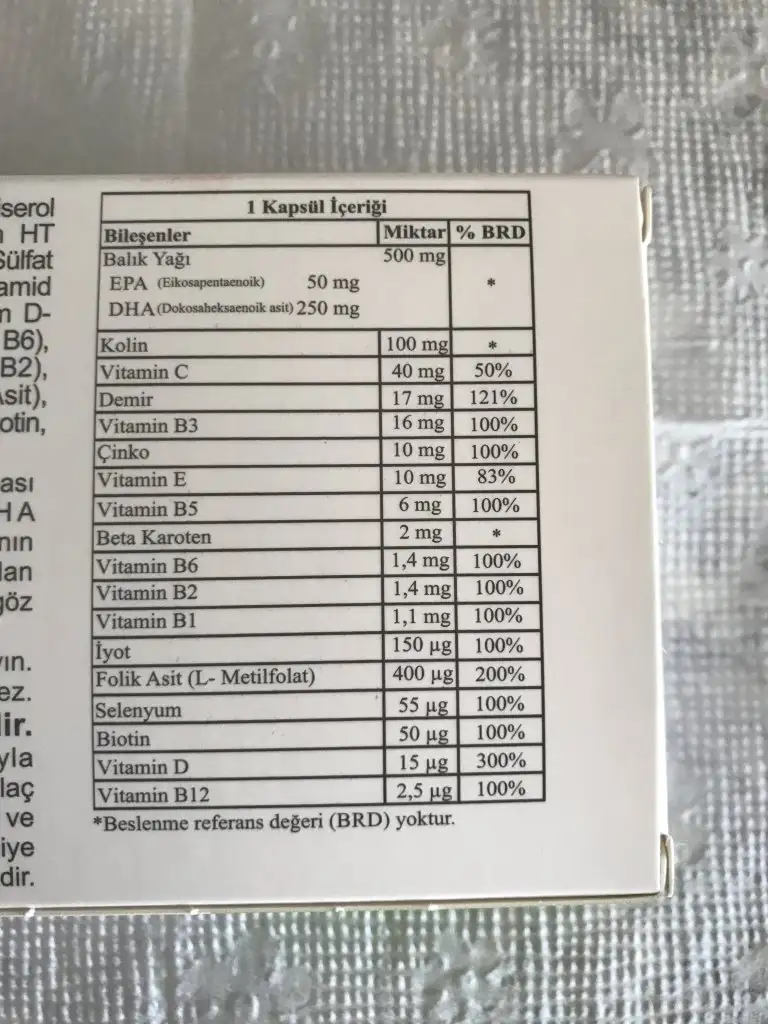 iserol
HT
Sülfat
amid
D-
B6),
B2),
Asit),
otin,
ası
HA
nın
lan
göz
ın.
ez.
ir.
yla
laç
ve
iye
dir.
1 Kapsül İçeriği
Bileşenler Miktar % BRD
Balık Yağı 500 mg
EPA (Eikosapentaenoik) 50 mg *
DHA (Dokosaheksaenoik asit) 250 mg
Kolin 100 mg *
Vitamin C 40 mg 50%
Demir 17 mg 121%
Vitamin B3 16 mg 100%
Çinko 10 mg 100%
Vitamin E 10 mg 83%
Vitamin B5 6 mg 100%
Beta Karoten 2 mg *
Vitamin B6 1,4 mg 100%
Vitamin B2 1,4 mg 100%
Vitamin B1 1,1 mg 100%
İyot 150 µg 100%
Folik Asit (L- Metilfolat) 400 µg 200%
Selenyum 55 µg 100%
Biotin 50 µg 100%
Vitamin D 15 µg 300%
Vitamin B12 2,5 µg 100%
*Beslenme referans değeri (BRD) yoktur.